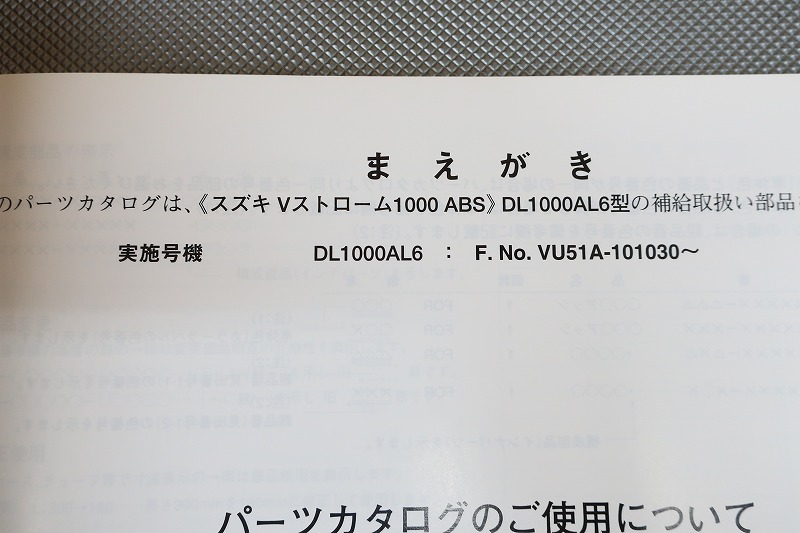 まえがき
のパーツカタログは、《スズキ Vストローム1000 ABS》DL1000AL6型の補給取扱い部品
実施号機 DL1000AL6 : F. No. VU51A-101030～
パーツカタログのご使用について